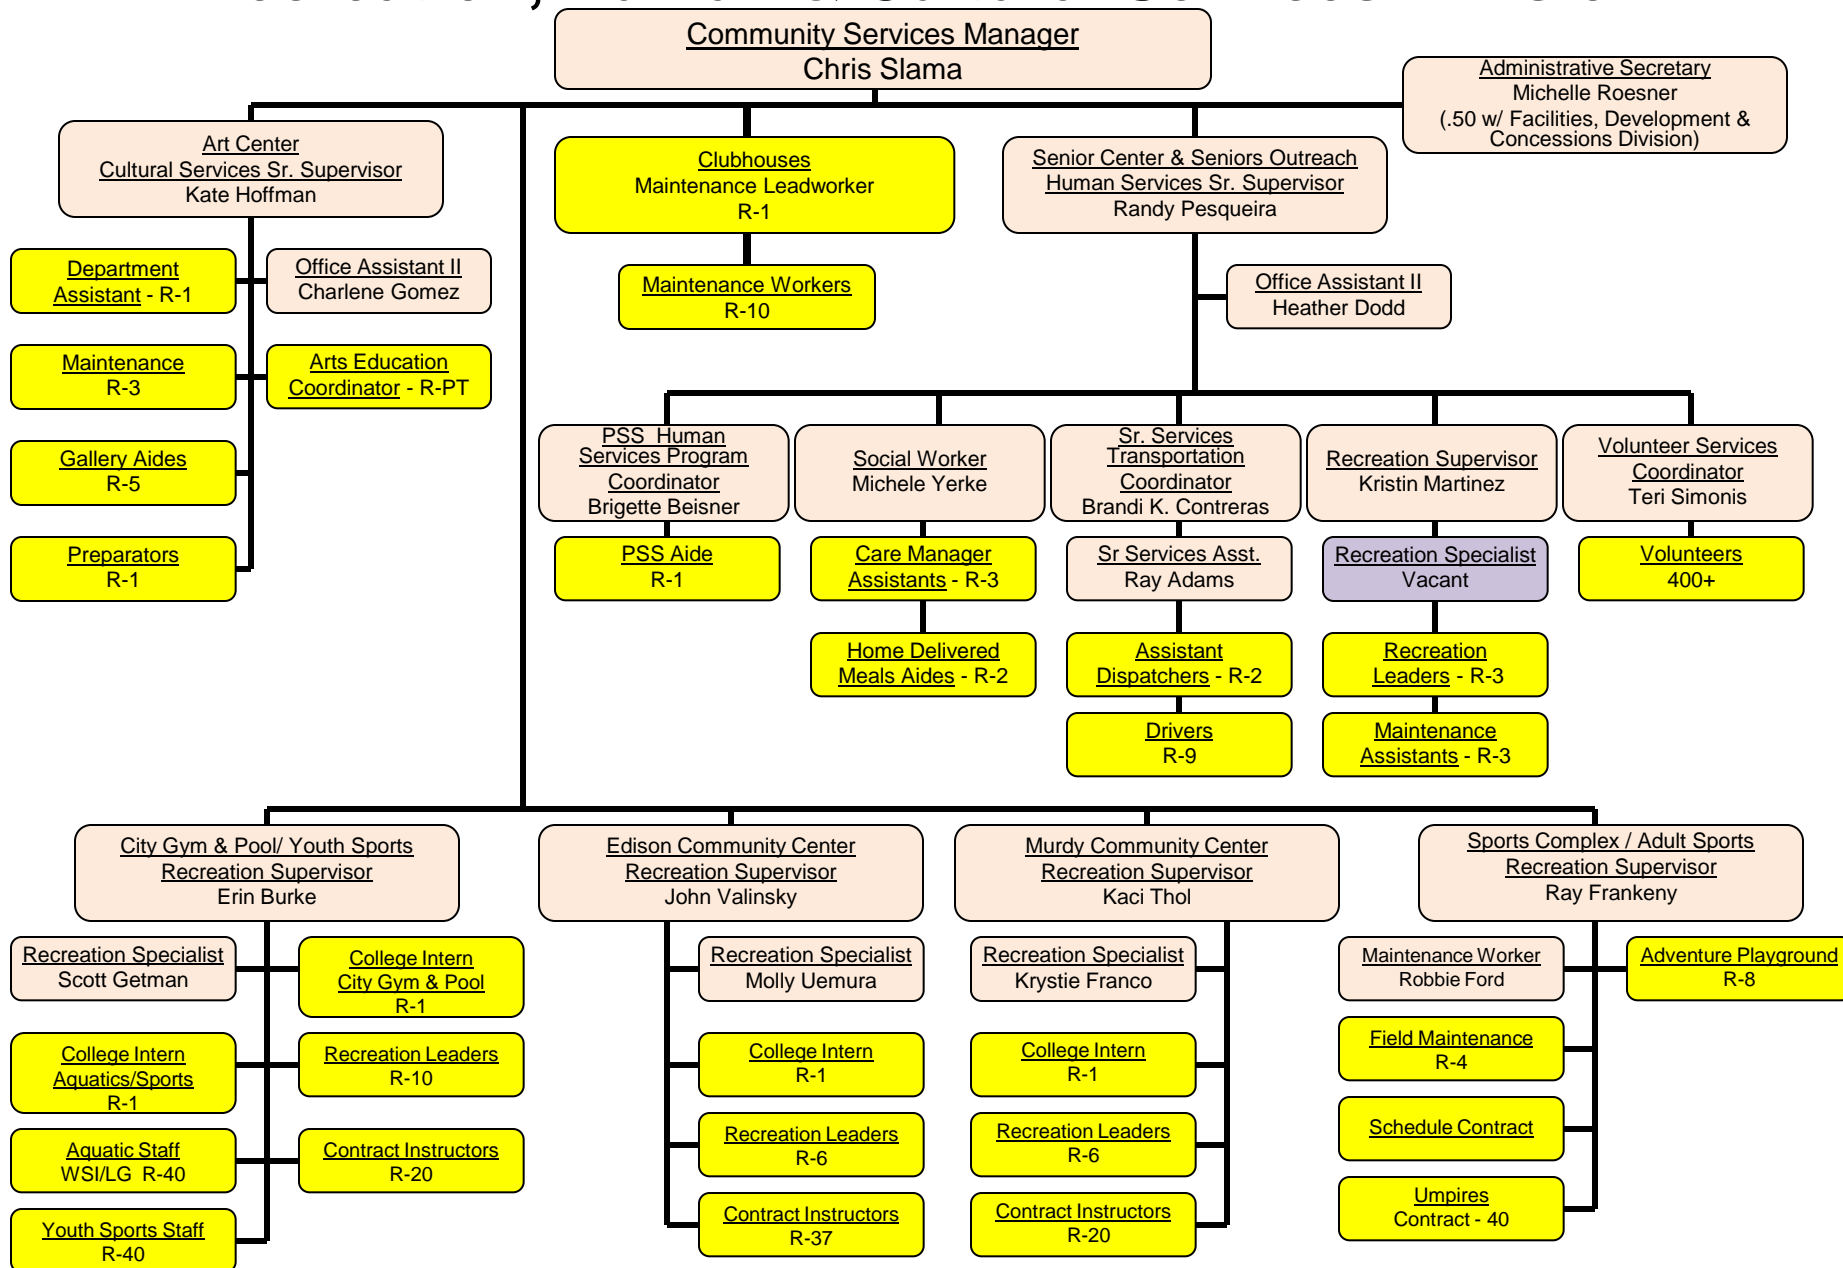 Community Services Manager
Chris Slama
Administrative Secretary
Michelle Roesner
(.50 w/ Facilities, Development &
Concessions Division)
Art Center
Cultural Services Sr. Supervisor
Kate Hoffman
Clubhouses
Maintenance Leadworker
R-1
Senior Center & Seniors Outreach
Human Services Sr. Supervisor
Randy Pesqueira
Department
Assistant - R-1
Office Assistant II
Charlene Gomez
Maintenance Workers
R-10
Office Assistant II
Heather Dodd
Maintenance
R-3
Arts Education
Coordinator - R-PT
Gallery Aides
R-5
Preparators
R-1
PSS Human
Services Program
Coordinator
Brigette Beisner
Social Worker
Michele Yerke
Sr. Services
Transportation
Coordinator
Brandi K. Contreras
Recreation Supervisor
Kristin Martinez
Volunteer Services
Coordinator
Teri Simonis
PSS Aide
R-1
Care Manager
Assistants - R-3
Sr Services Asst.
Ray Adams
Recreation Specialist
Vacant
Volunteers
400+
Home Delivered
Meals Aides - R-2
Assistant
Dispatchers - R-2
Recreation
Leaders - R-3
Drivers
R-9
Maintenance
Assistants - R-3
City Gym & Pool/ Youth Sports
Recreation Supervisor
Erin Burke
Edison Community Center
Recreation Supervisor
John Valinsky
Murdy Community Center
Recreation Supervisor
Kaci Thol
Sports Complex / Adult Sports
Recreation Supervisor
Ray Frankeny
Recreation Specialist
Scott Getman
College Intern
City Gym & Pool
R-1
Recreation Specialist
Molly Uemura
Recreation Specialist
Krystie Franco
Maintenance Worker
Robbie Ford
Adventure Playground
R-8
College Intern
Aquatics/Sports
R-1
Recreation Leaders
R-10
College Intern
R-1
College Intern
R-1
Field Maintenance
R-4
Aquatic Staff
WSI/LG R-40
Contract Instructors
R-20
Recreation Leaders
R-6
Recreation Leaders
R-6
Schedule Contract
Youth Sports Staff
R-40
Contract Instructors
R-37
Contract Instructors
R-20
Umpires
Contract - 40